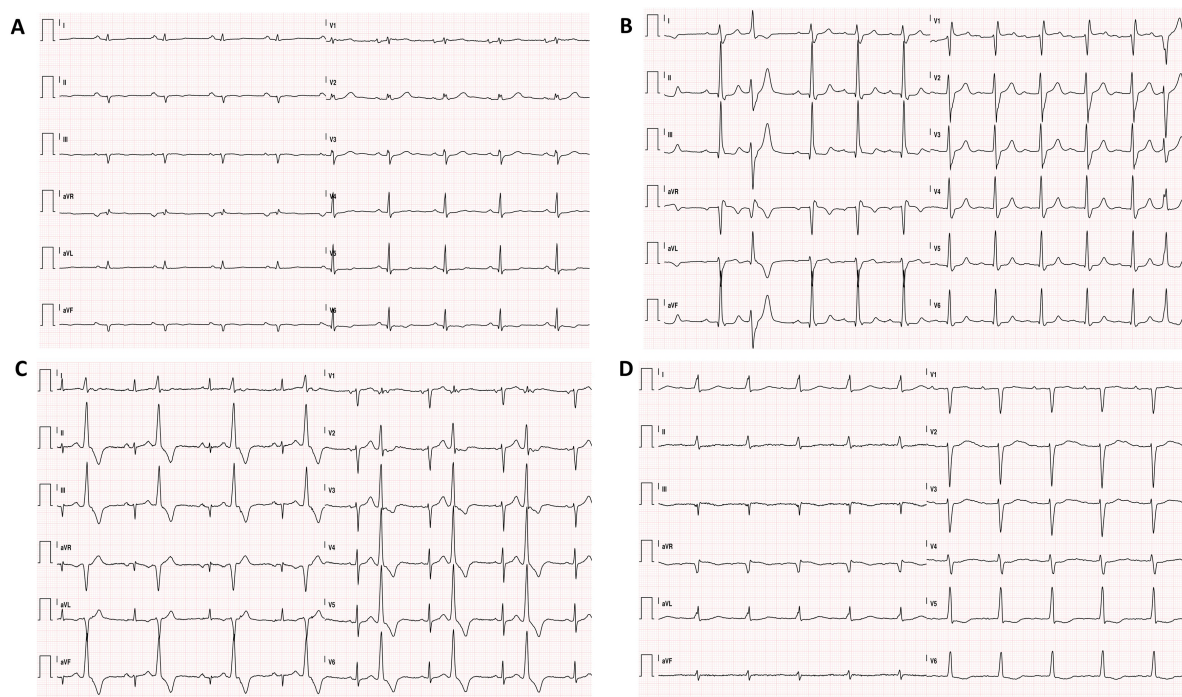 A
I V1
II V2
III V3
aVR V4
aVL V5
aVF V6
B
I V1
II V2
III V3
aVR V4
aVL V5
aVF V6
C
I V1
II V2
III V3
aVR V4
aVL V5
aVF V6
D
I V1
II V2
III V3
aVR V4
aVL V5
aVF V6